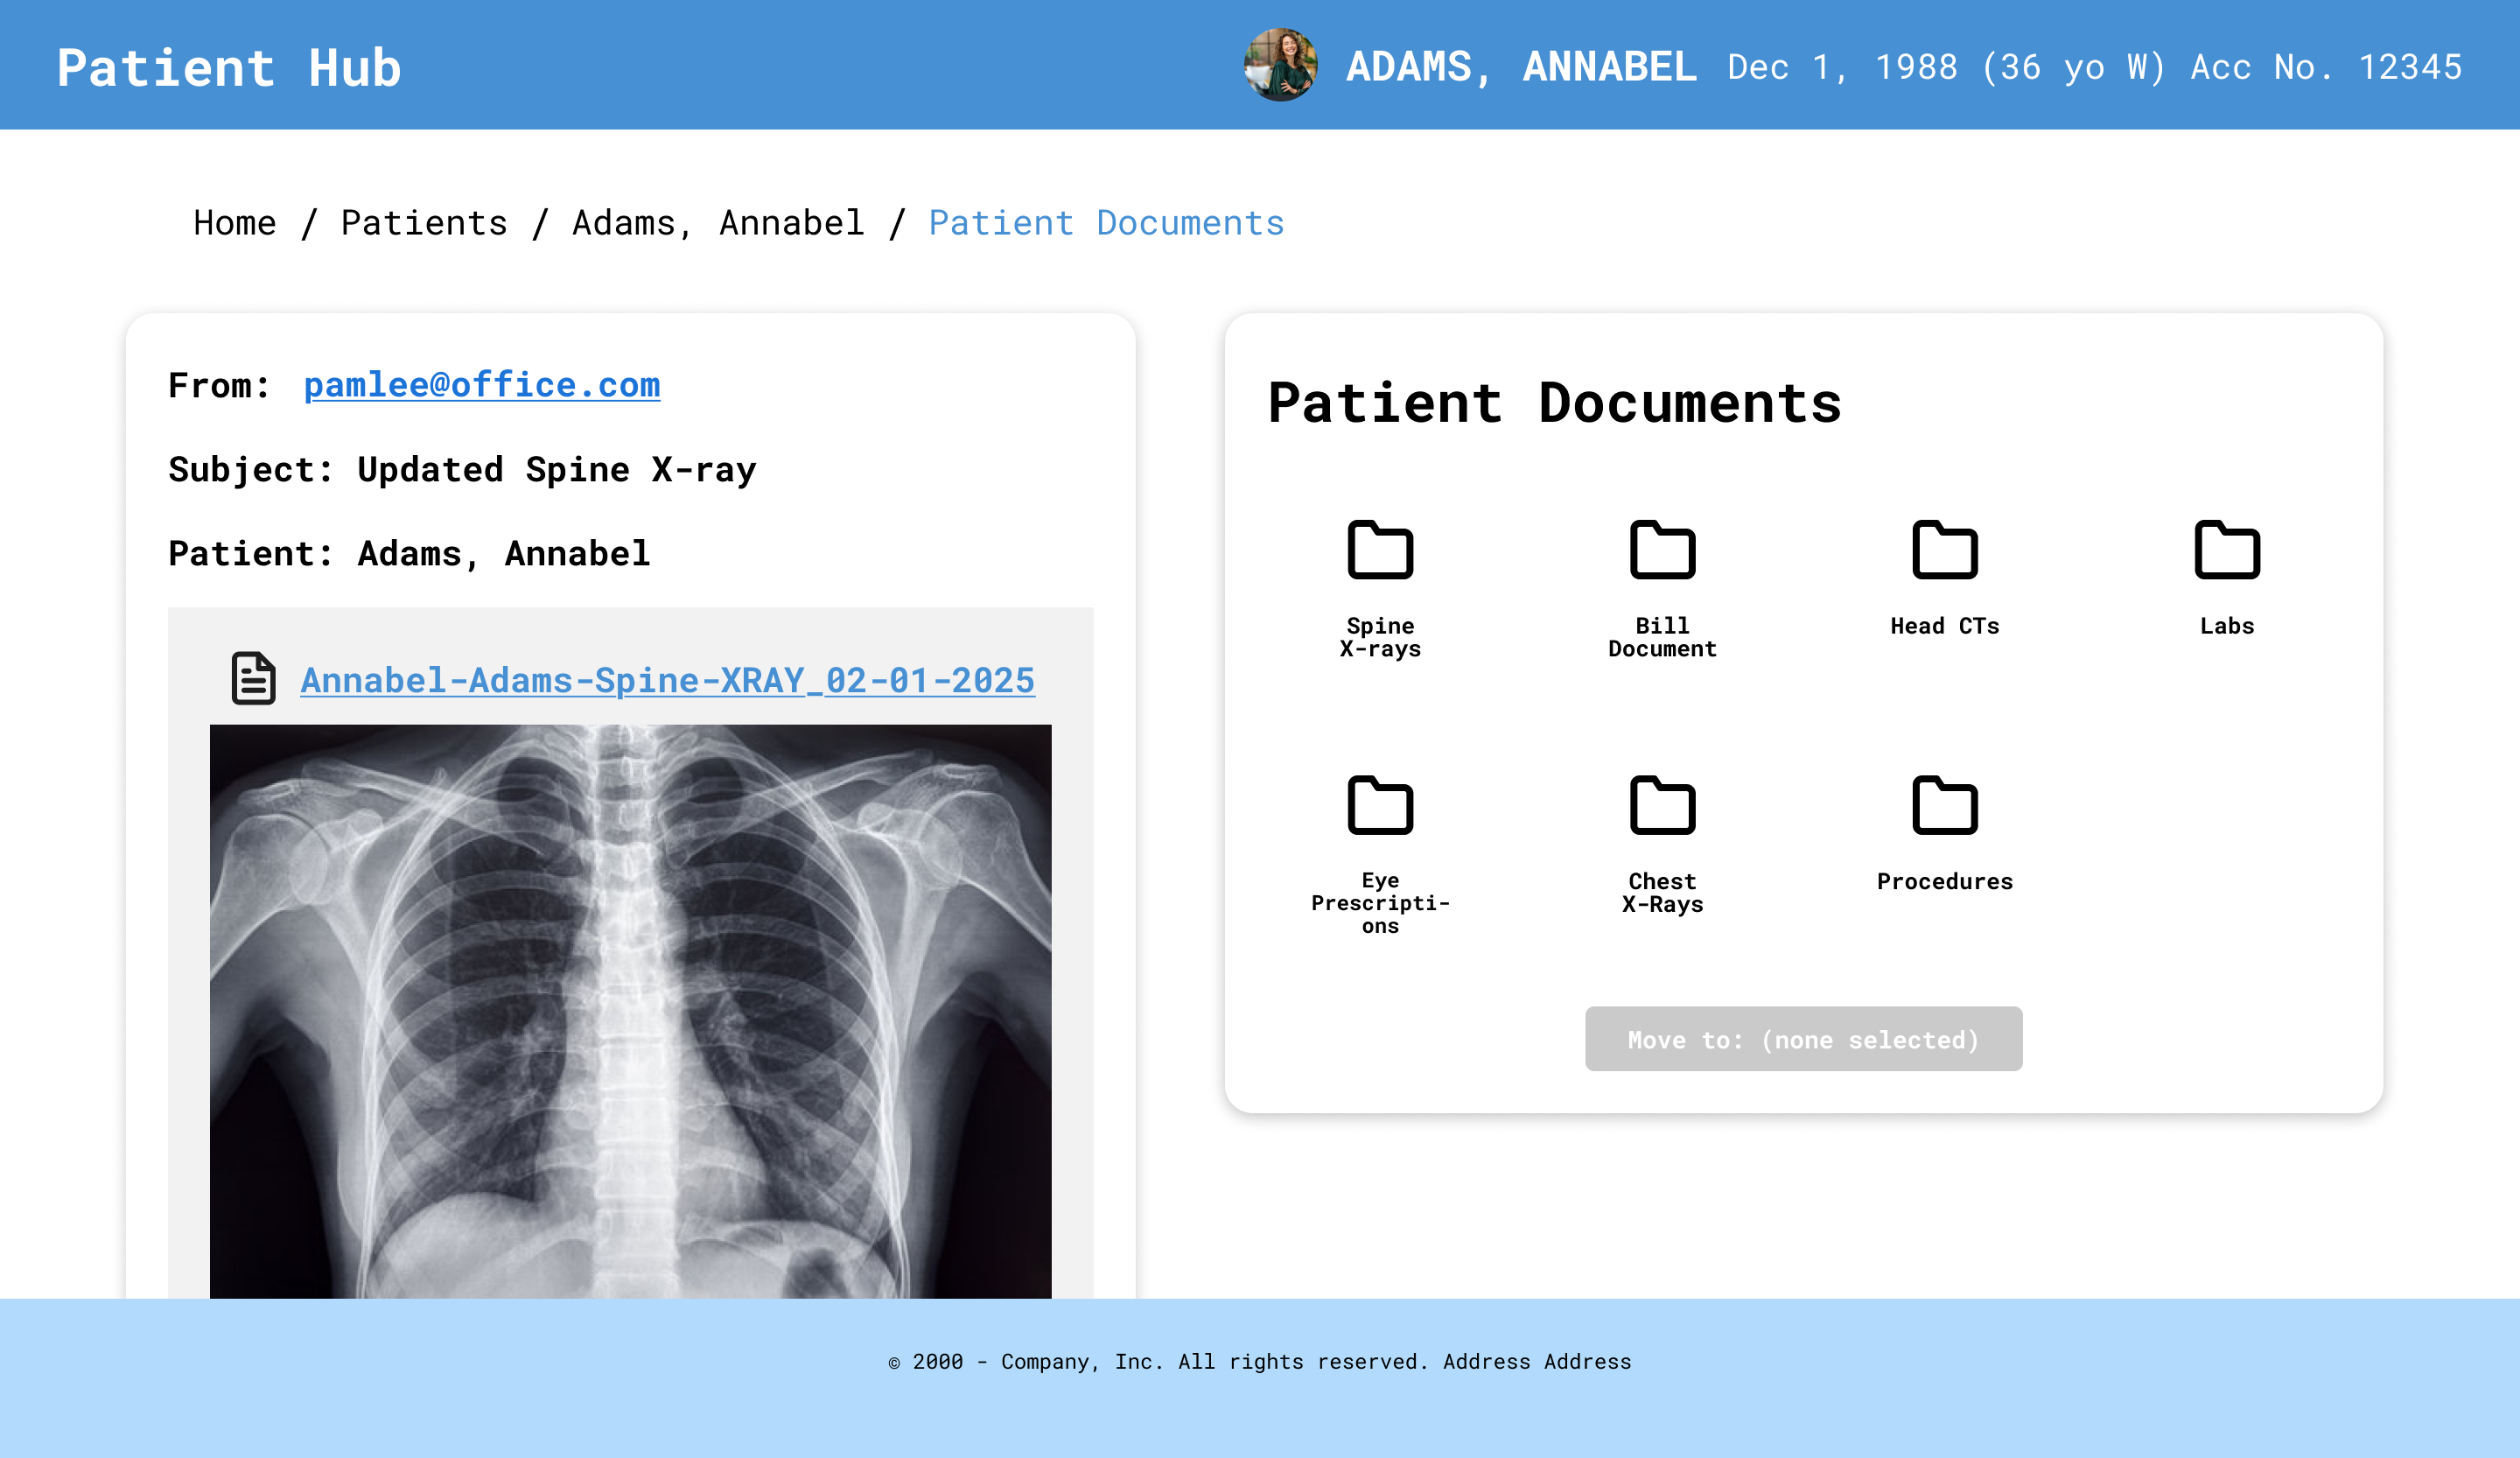 Patient Hub
ADAMS, ANNABEL Dec 1, 1988 (36 yo W) Acc No. 12345
Home / Patients / Adams, Annabel / Patient Documents
From: pamlee@office.com
Subject: Updated Spine X-ray
Patient: Adams, Annabel
Annabel-Adams-Spine-XRAY_02-01-2025
Patient Documents
Spine
X-rays
Bill
Document
Head CTs
Labs
Eye
Prescripti-
ons
Chest
X-Rays
Procedures
Move to: (none selected)
© 2000 - Company, Inc. All rights reserved. Address Address